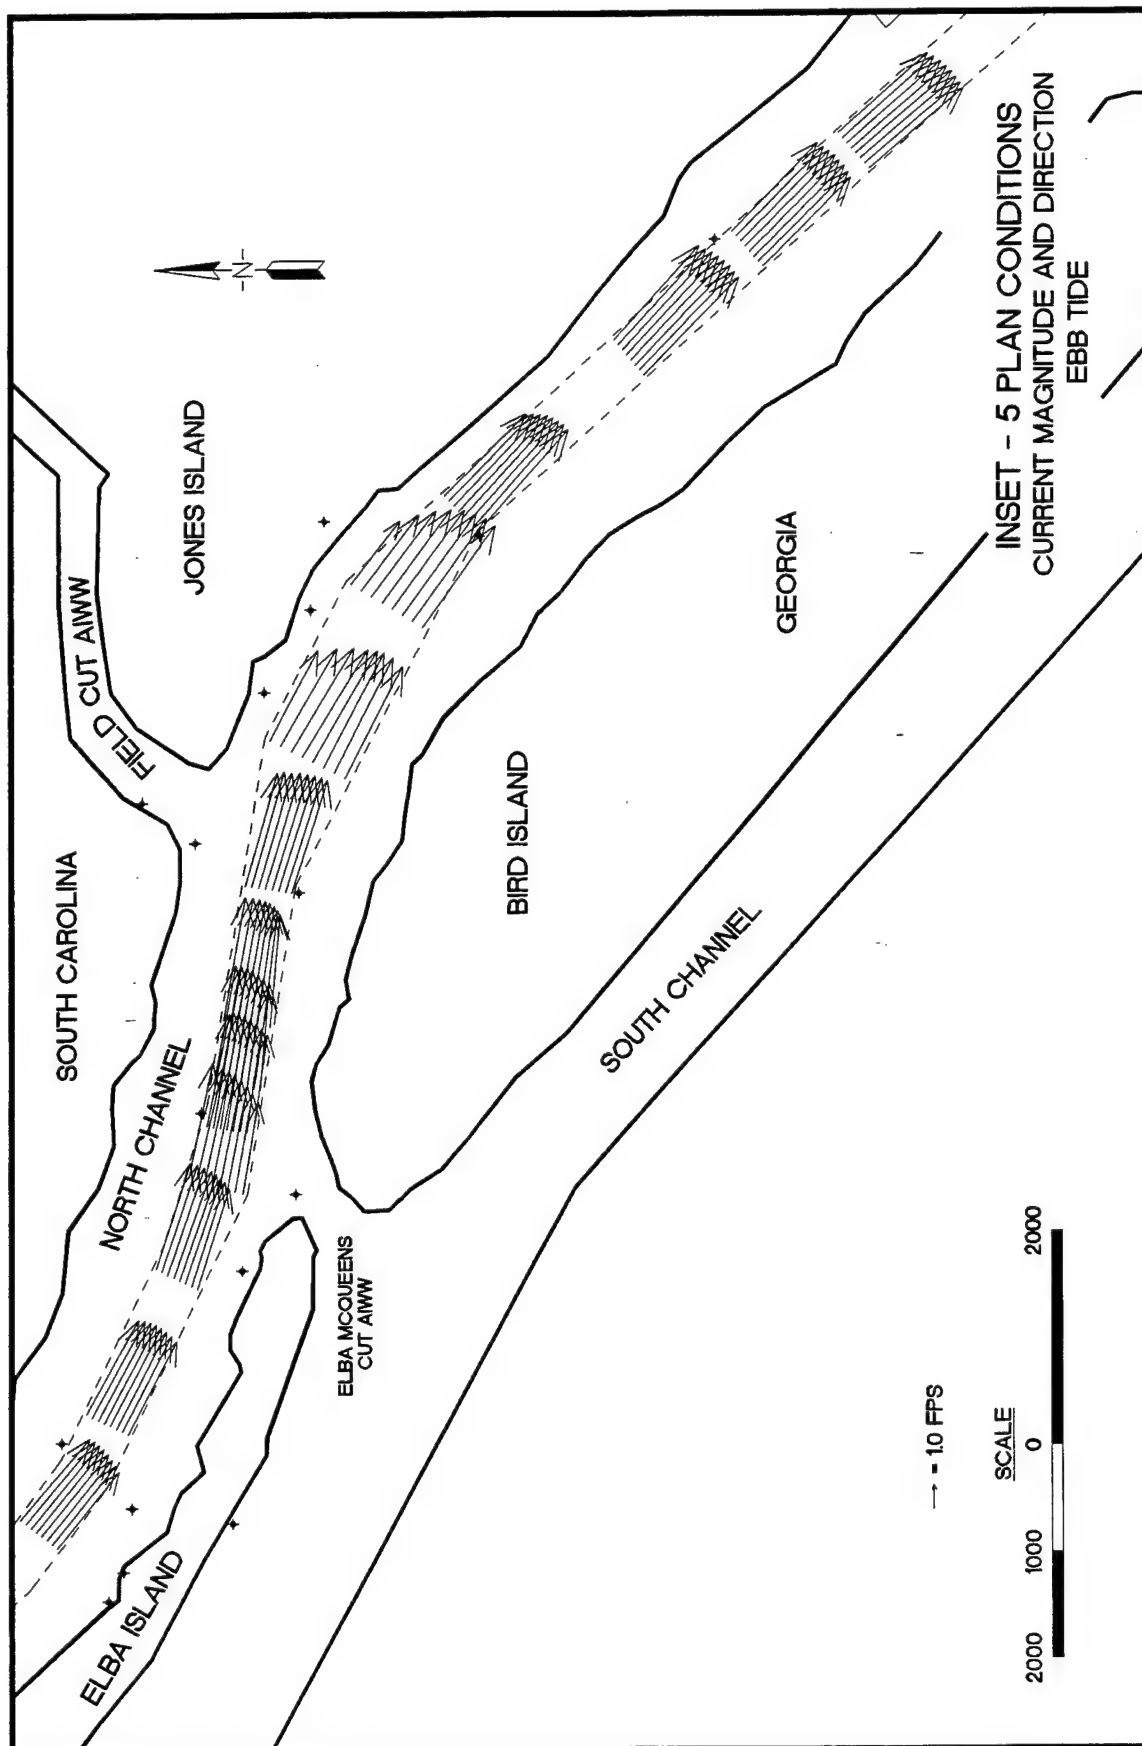 SOUTH CAROLINA
FIELD CUT AIWW
JONES ISLAND
NORTH CHANNEL
N
ELBA ISLAND
ELBA MCQUEENS
CUT AIWW
BIRD ISLAND
SOUTH CHANNEL
GEORGIA
→ = 1.0 FPS
SCALE
2000 1000 0 2000
INSET - 5 PLAN CONDITIONS
CURRENT MAGNITUDE AND DIRECTION
EBB TIDE